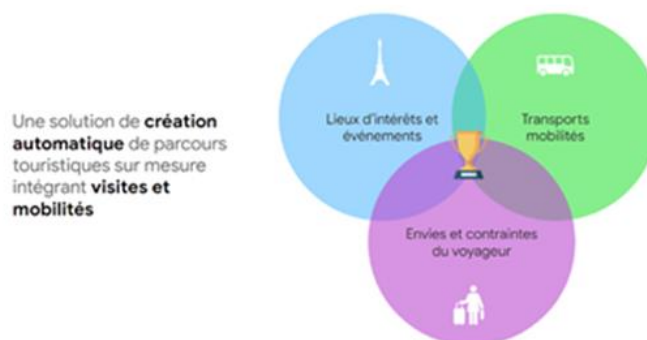 Une solution de création
automatique de parcours
touristiques sur mesure
intégrant visites et
mobilités
Lieux d'intérêts et
événements
Transports
mobilités
Envies et contraintes
du voyageur